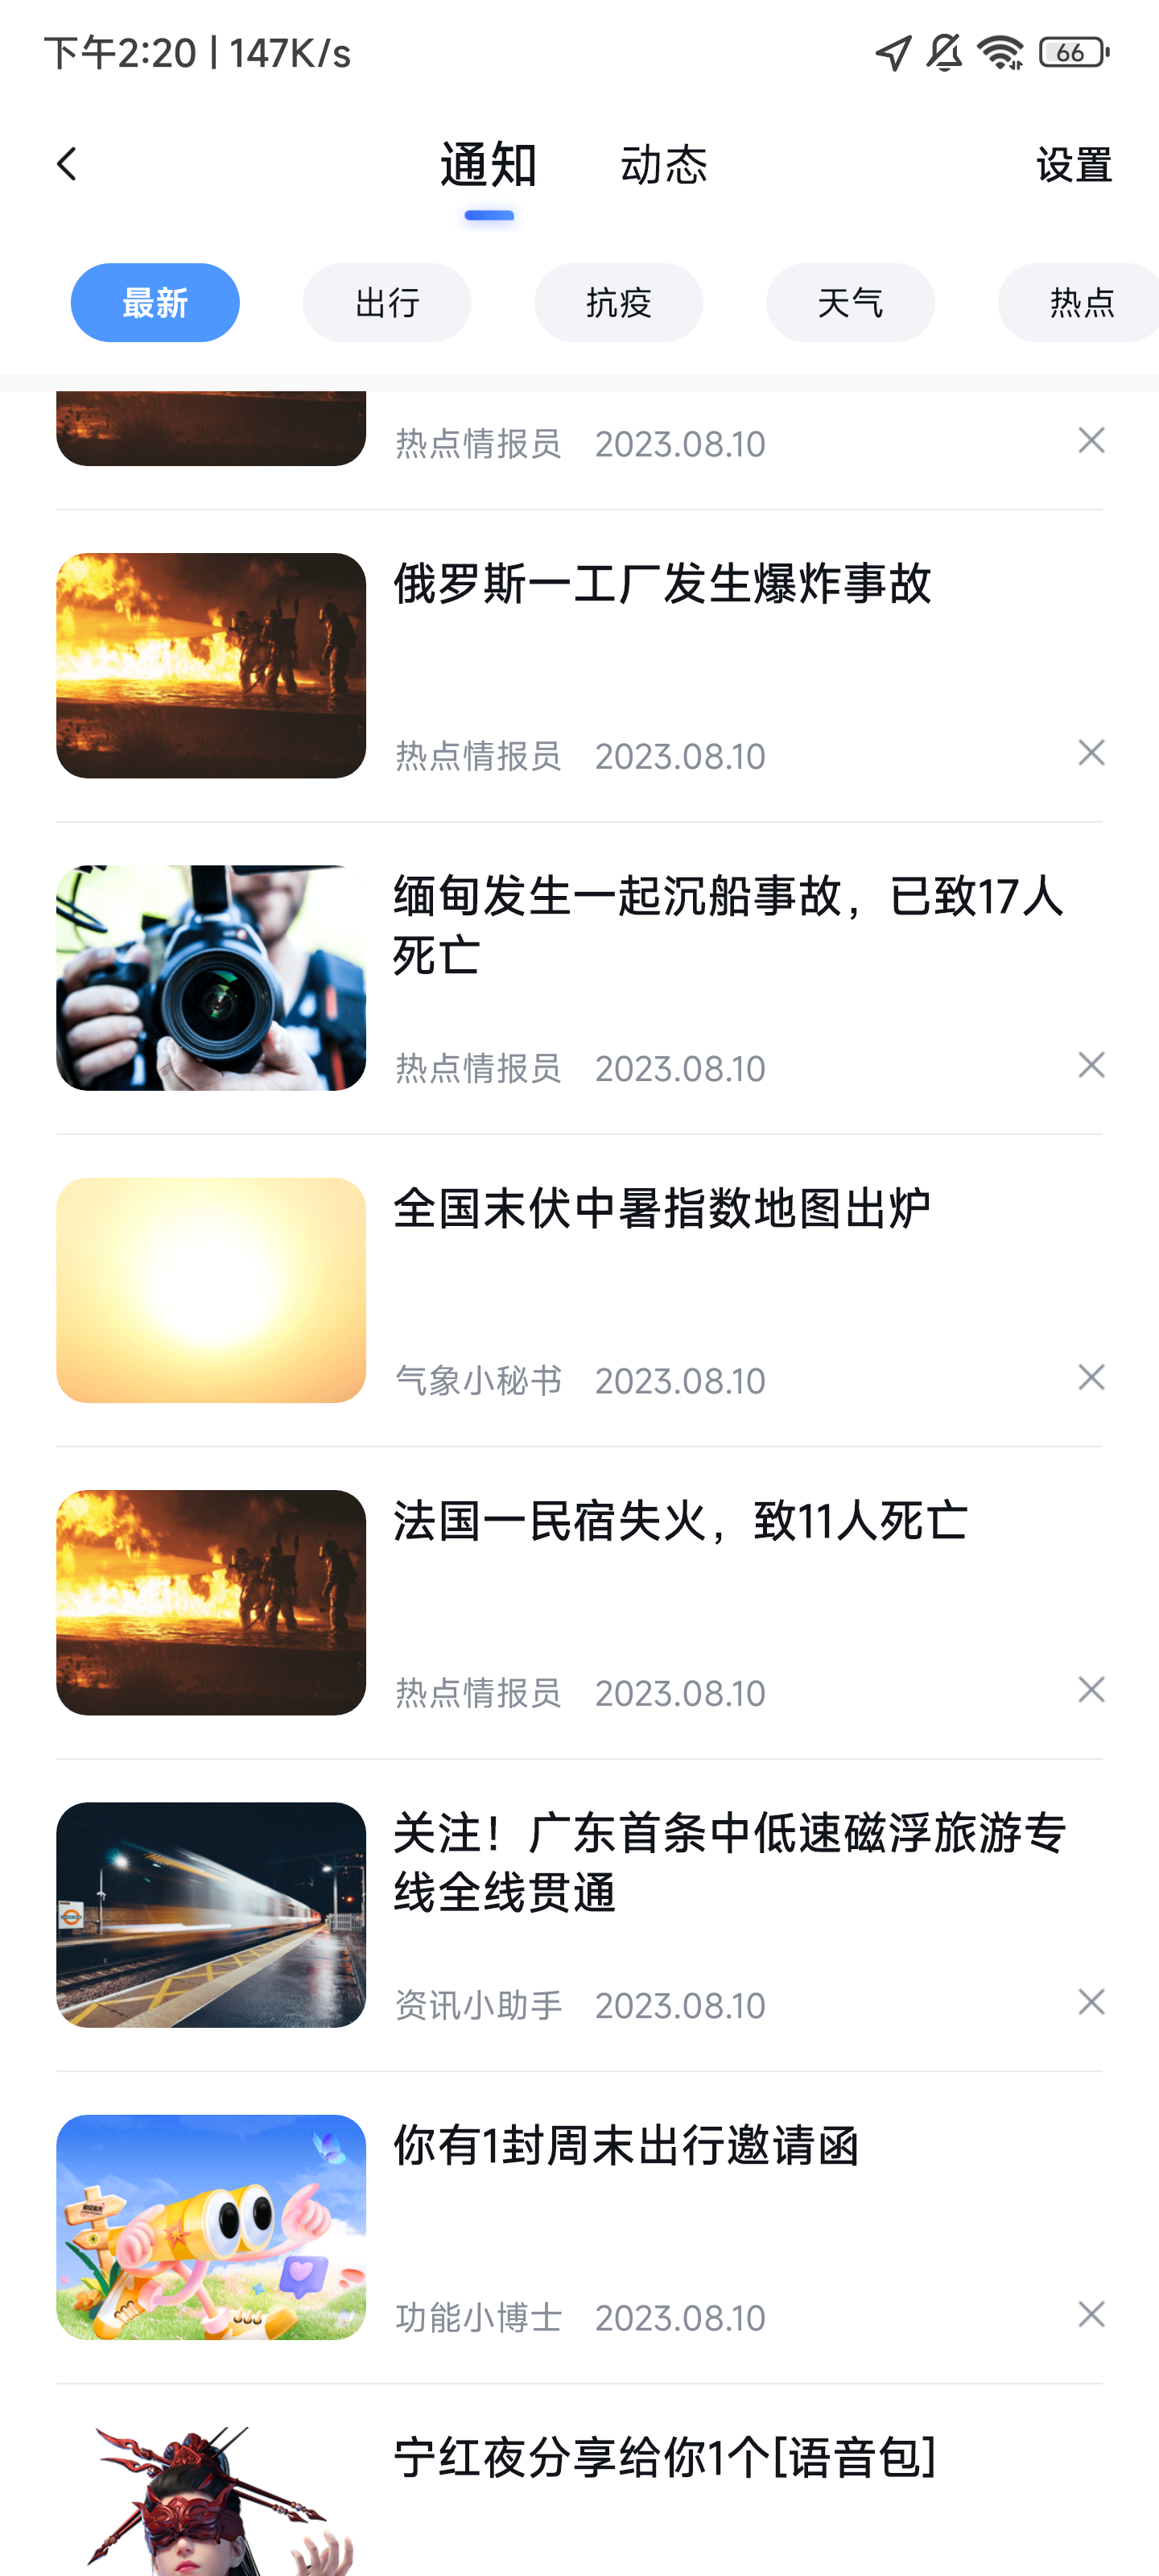 下午2:20 | 147K/s
66
通知 动态 设置
最新 出行 抗疫 天气 热点
热点情报员 2023.08.10
俄罗斯一工厂发生爆炸事故
热点情报员 2023.08.10
缅甸发生一起沉船事故，已致17人
死亡
热点情报员 2023.08.10
全国末伏中暑指数地图出炉
气象小秘书 2023.08.10
法国一民宿失火，致11人死亡
热点情报员 2023.08.10
关注！广东首条中低速磁浮旅游专
线全线贯通
资讯小助手 2023.08.10
你有1封周末出行邀请函
功能小博士 2023.08.10
宁红夜分享给你1个[语音包]